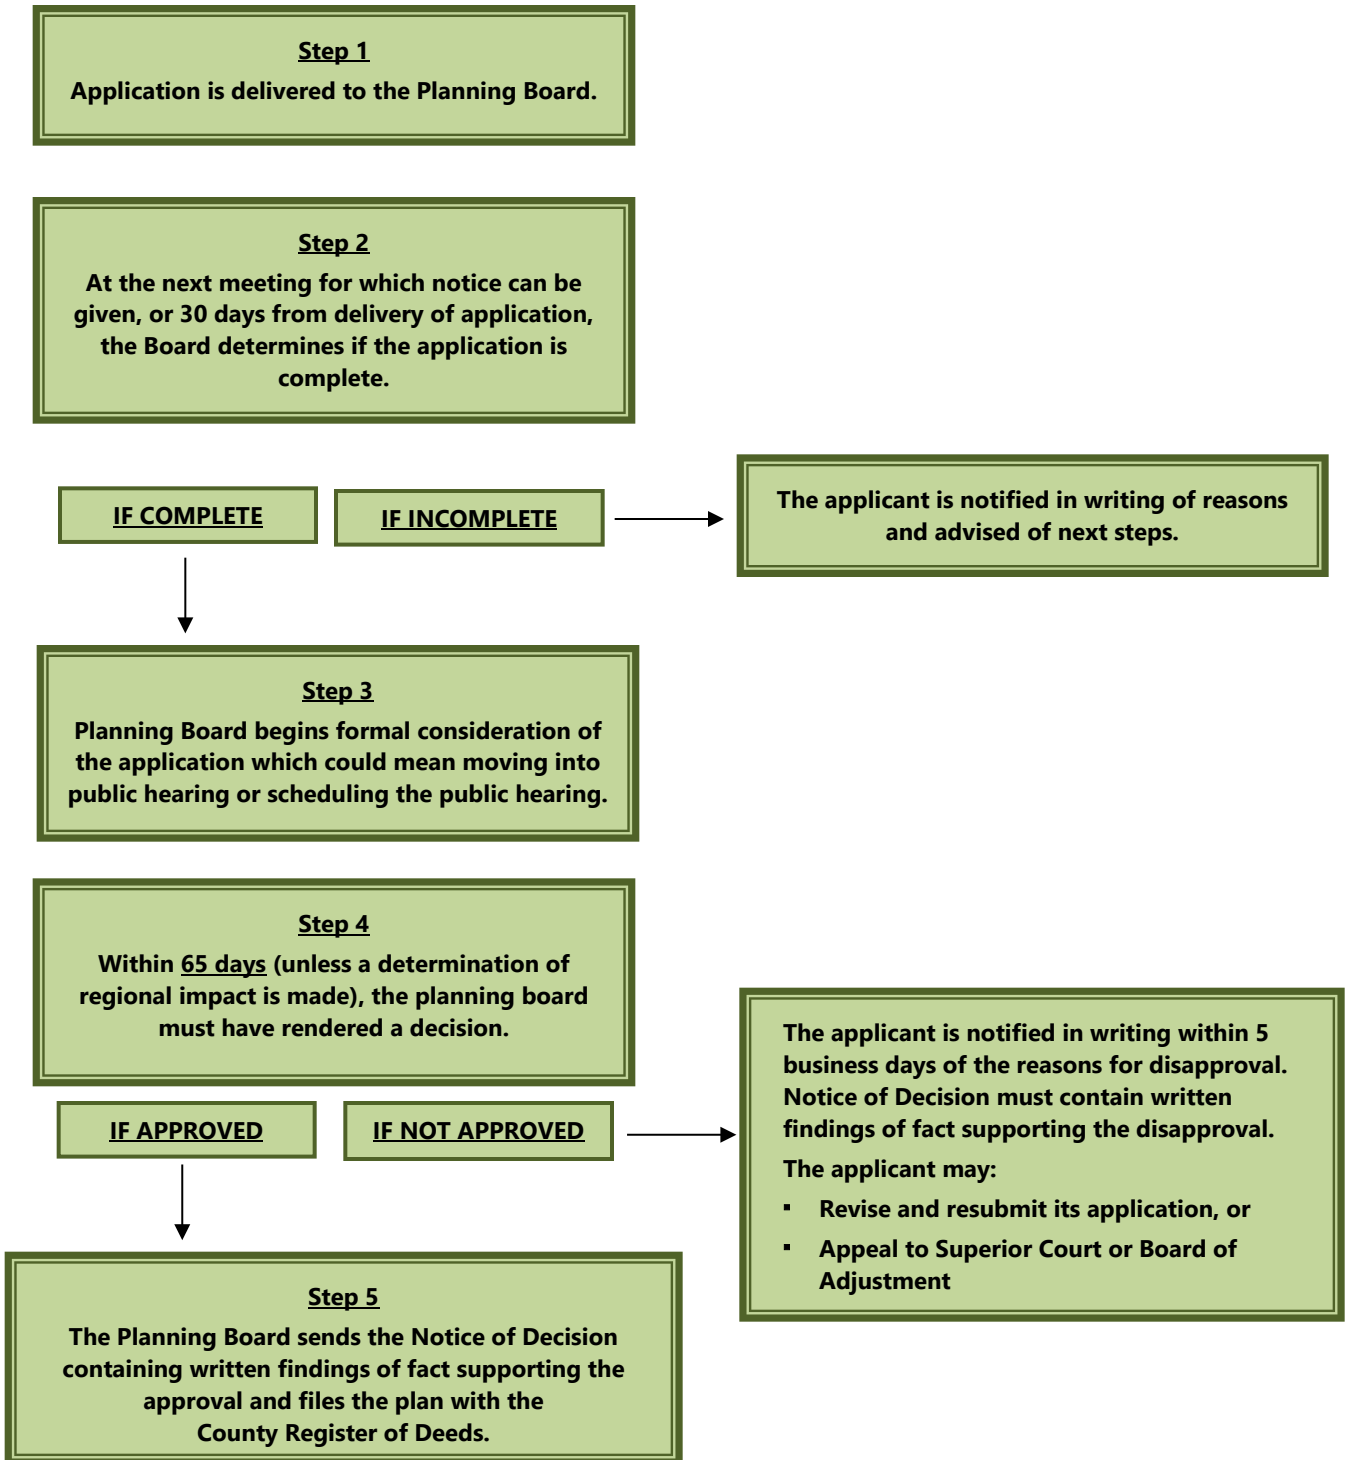 Step 1
Application is delivered to the Planning Board.
Step 2
At the next meeting for which notice can be
given, or 30 days from delivery of application,
the Board determines if the application is
complete.
IF COMPLETE
IF INCOMPLETE
The applicant is notified in writing of reasons
and advised of next steps.
Step 3
Planning Board begins formal consideration of
the application which could mean moving into
public hearing or scheduling the public hearing.
Step 4
Within 65 days (unless a determination of
regional impact is made), the planning board
must have rendered a decision.
IF APPROVED
IF NOT APPROVED
The applicant is notified in writing within 5
business days of the reasons for disapproval.
Notice of Decision must contain written
findings of fact supporting the disapproval.
The applicant may:
▪ Revise and resubmit its application, or
▪ Appeal to Superior Court or Board of
Adjustment
Step 5
The Planning Board sends the Notice of Decision
containing written findings of fact supporting the
approval and files the plan with the
County Register of Deeds.